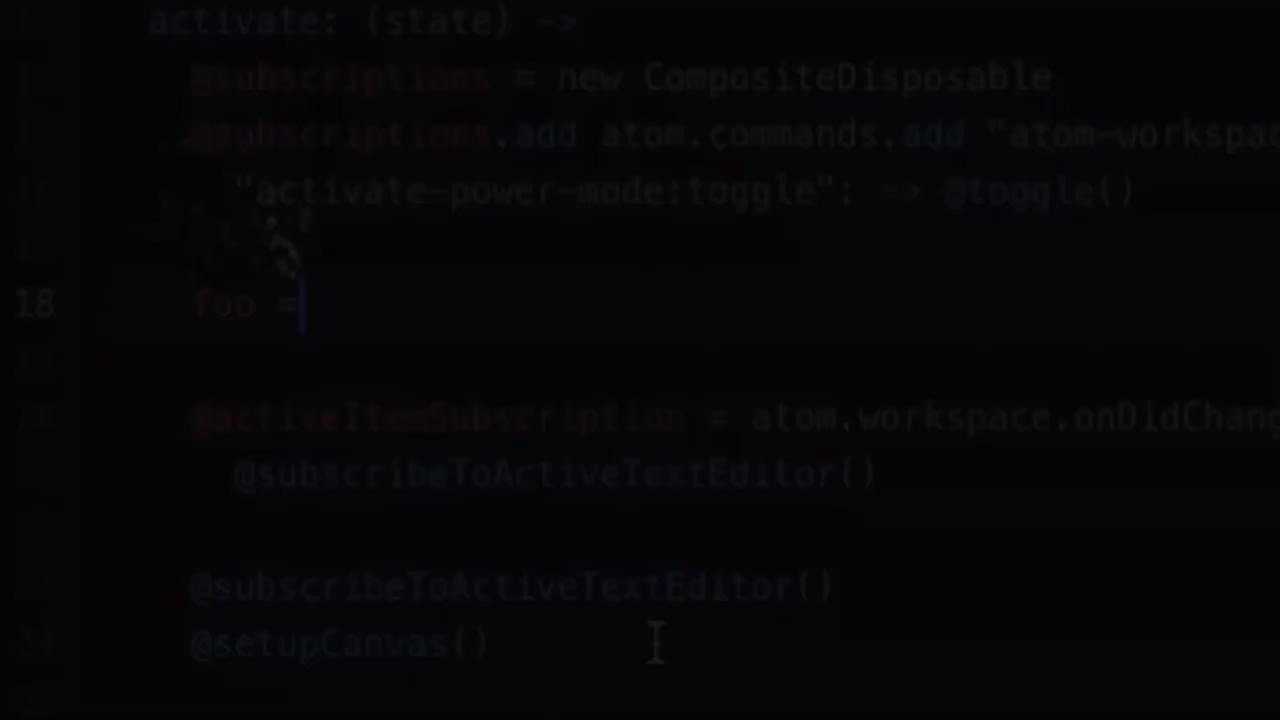 activate: (state) ->
@subscriptions = new CompositeDisposable
@subscriptions.add atom.commands.add "atom-workspac
"activate-power-mode:toggle": => @toggle()
18 foo =
@activeItemSubscription = atom.workspace.onDidChang
@subscribeToActiveTextEditor()
@subscribeToActiveTextEditor()
@setupCanvas()